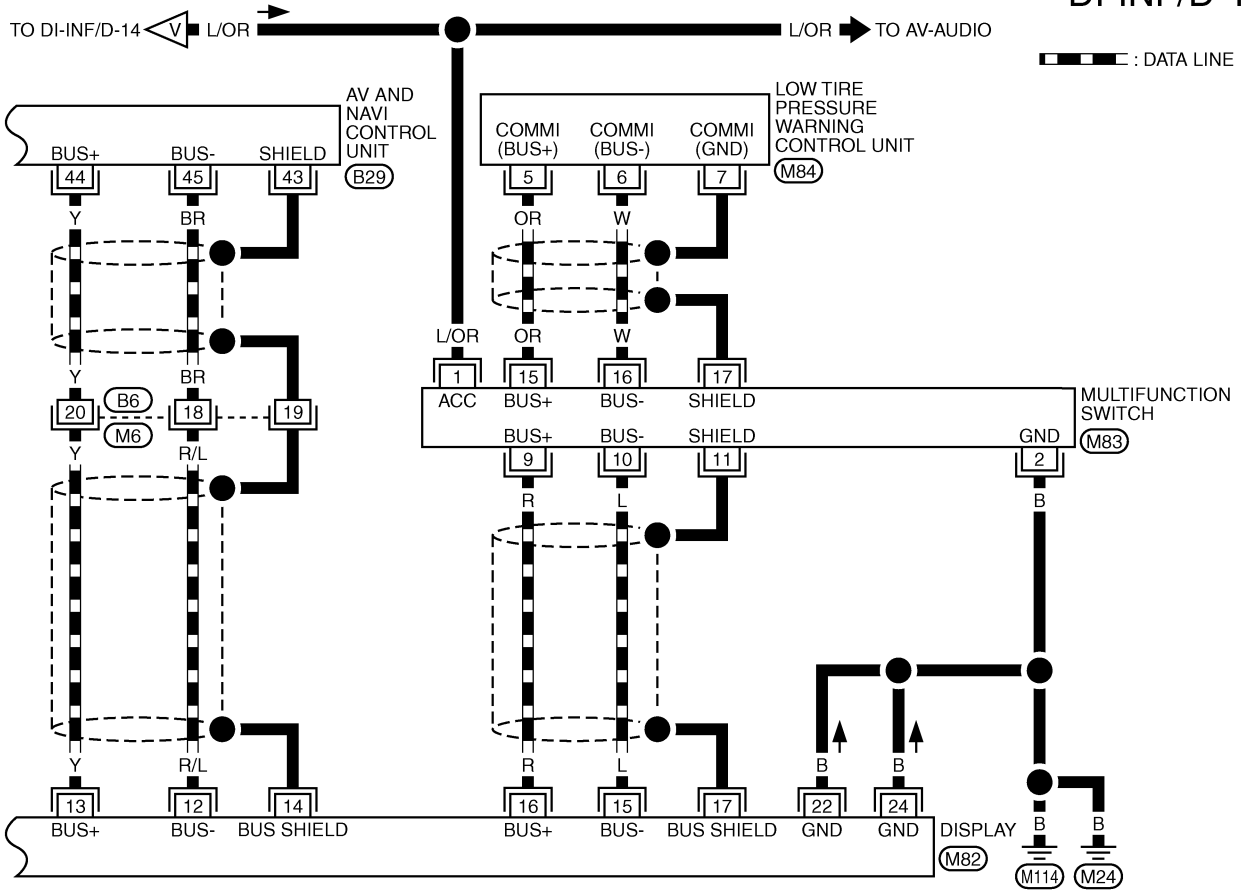 DI-INF/D-1
TO DI-INF/D-14 V L/OR L/OR TO AV-AUDIO
: DATA LINE
AV AND
NAVI
CONTROL
UNIT
B29
BUS+ BUS- SHIELD
44 45 43
LOW TIRE
PRESSURE
WARNING
CONTROL UNIT
M84
COMMI
(BUS+)
COMMI
(BUS-)
COMMI
(GND)
5 6 7
Y BR
OR W
L/OR OR W
Y BR
1 15 16 17
ACC BUS+ BUS- SHIELD
MULTIFUNCTION
SWITCH
M83
20 B6 18 19
M6
BUS+ BUS- SHIELD GND
9 10 11 2
Y R/L
R L B
Y R/L R L B B
13 12 14 16 15 17 22 24
BUS+ BUS- BUS SHIELD BUS+ BUS- BUS SHIELD GND GND
DISPLAY
M82
B B
M114 M24